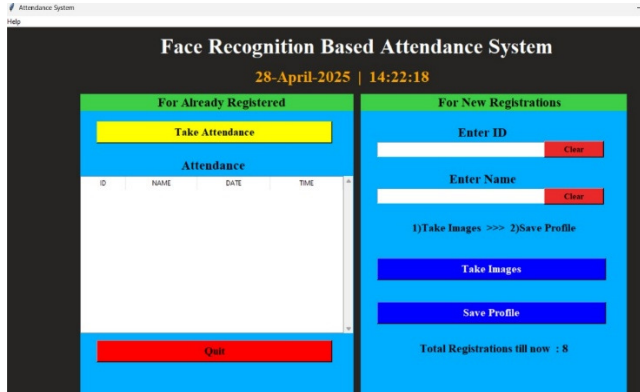 Attendance System
Help
Face Recognition Based Attendance System
28-April-2025 | 14:22:18
For Already Registered
Take Attendance
Attendance
ID NAME DATE TIME
Quit
For New Registrations
Enter ID
Clear
Enter Name
Clear
1)Take Images >>> 2)Save Profile
Take Images
Save Profile
Total Registrations till now : 8